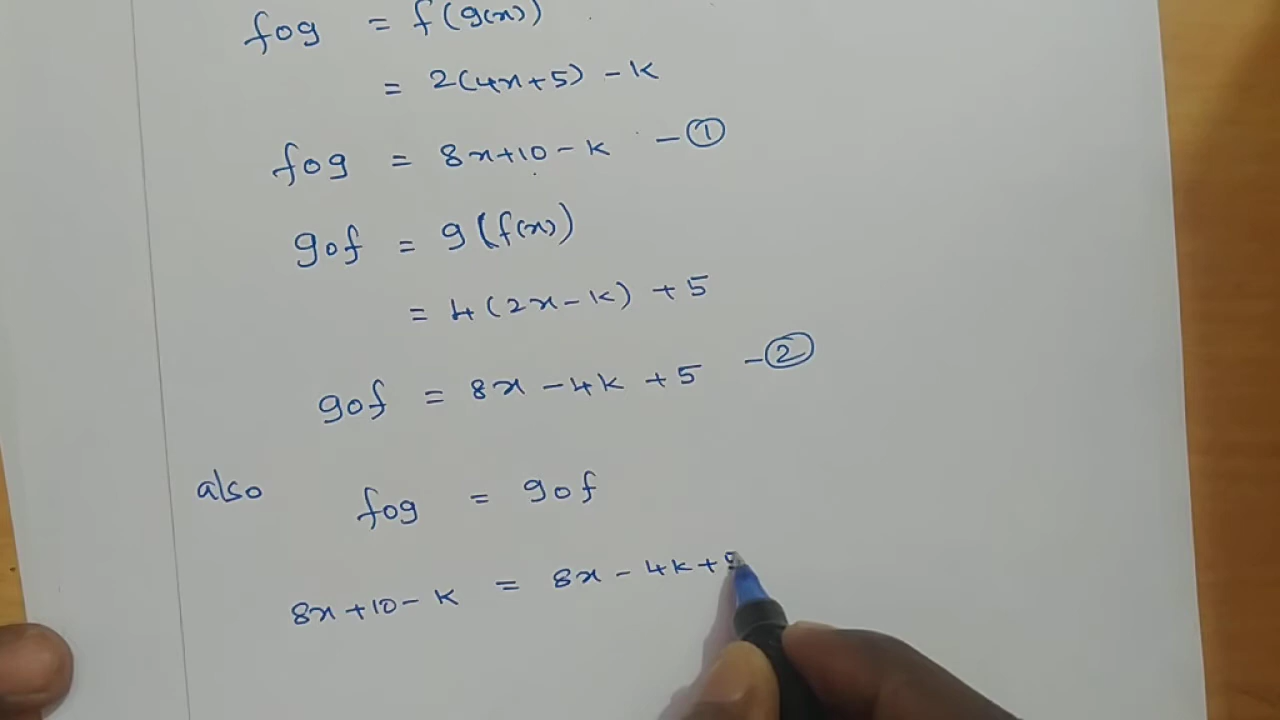 fog = f(g(x))
= 2(4x+5) - k
fog = 8x+10-k - ①
gof = g(f(x))
= 4(2x-k) + 5
gof = 8x - 4k + 5 - ②
also fog = gof
8x+10-k = 8x - 4k+5